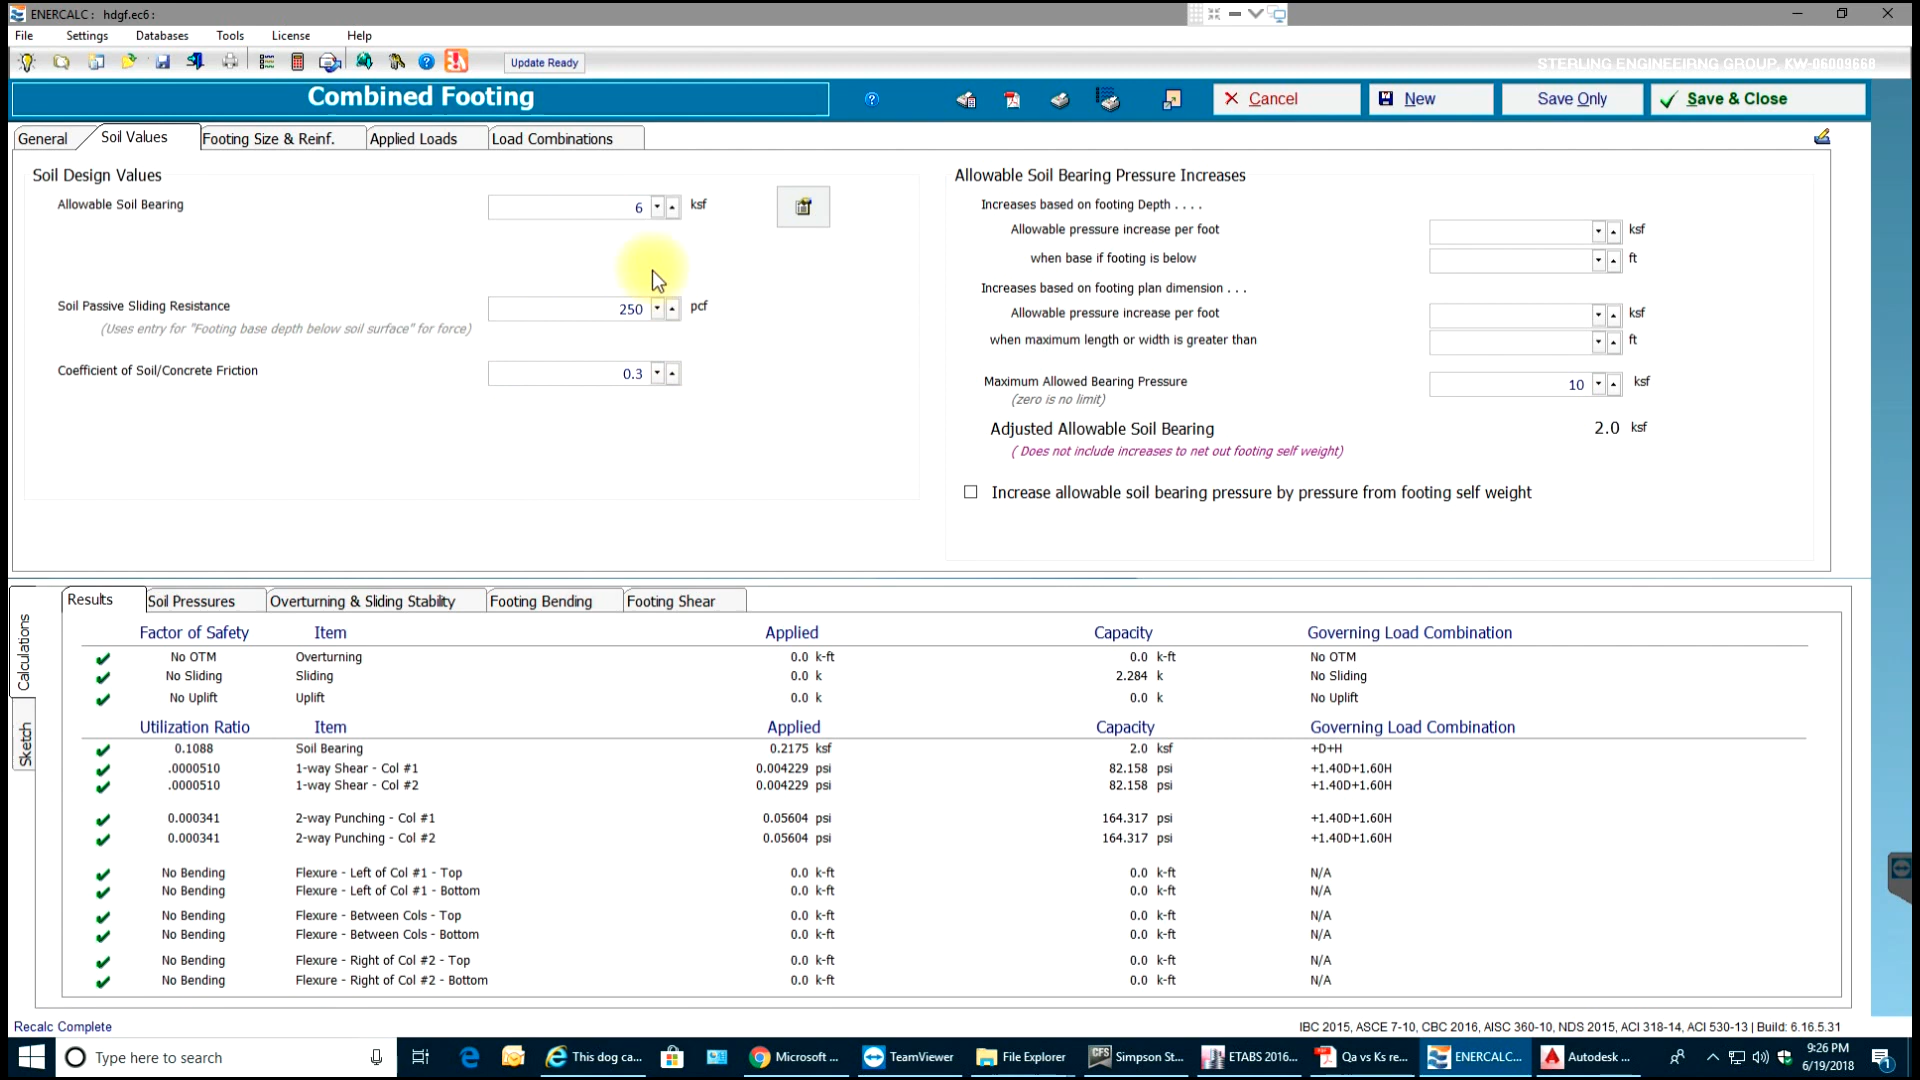 ENERCALC : hdgf.ec6 :
File Settings Databases Tools License Help
Update Ready
STERLING ENGINEEIRNG GROUP, KW-06009668
Combined Footing
Cancel New Save Only Save & Close
General Soil Values Footing Size & Reinf. Applied Loads Load Combinations
Soil Design Values
Allowable Soil Bearing 6 ksf
Soil Passive Sliding Resistance 250 pcf
(Uses entry for "Footing base depth below soil surface" for force)
Coefficient of Soil/Concrete Friction 0.3
Allowable Soil Bearing Pressure Increases
Increases based on footing Depth . . . .
Allowable pressure increase per foot ksf
when base if footing is below ft
Increases based on footing plan dimension . . .
Allowable pressure increase per foot ksf
when maximum length or width is greater than ft
Maximum Allowed Bearing Pressure 10 ksf
(zero is no limit)
Adjusted Allowable Soil Bearing 2.0 ksf
( Does not include increases to net out footing self weight)
Increase allowable soil bearing pressure by pressure from footing self weight
Calculations
Sketch
Results Soil Pressures Overturning & Sliding Stability Footing Bending Footing Shear
Factor of Safety Item Applied Capacity Governing Load Combination
No OTM Overturning 0.0 k-ft 0.0 k-ft No OTM
No Sliding Sliding 0.0 k 2.284 k No Sliding
No Uplift Uplift 0.0 k 0.0 k No Uplift
Utilization Ratio Item Applied Capacity Governing Load Combination
0.1088 Soil Bearing 0.2175 ksf 2.0 ksf +D+H
.0000510 1-way Shear - Col #1 0.004229 psi 82.158 psi +1.40D+1.60H
.0000510 1-way Shear - Col #2 0.004229 psi 82.158 psi +1.40D+1.60H
0.000341 2-way Punching - Col #1 0.05604 psi 164.317 psi +1.40D+1.60H
0.000341 2-way Punching - Col #2 0.05604 psi 164.317 psi +1.40D+1.60H
No Bending Flexure - Left of Col #1 - Top 0.0 k-ft 0.0 k-ft N/A
No Bending Flexure - Left of Col #1 - Bottom 0.0 k-ft 0.0 k-ft N/A
No Bending Flexure - Between Cols - Top 0.0 k-ft 0.0 k-ft N/A
No Bending Flexure - Between Cols - Bottom 0.0 k-ft 0.0 k-ft N/A
No Bending Flexure - Right of Col #2 - Top 0.0 k-ft 0.0 k-ft N/A
No Bending Flexure - Right of Col #2 - Bottom 0.0 k-ft 0.0 k-ft N/A
Recalc Complete
IBC 2015, ASCE 7-10, CBC 2016, AISC 360-10, NDS 2015, ACI 318-14, ACI 530-13 | Build: 6.16.5.31
Type here to search This dog ca... Microsoft ... TeamViewer File Explorer CFS Simpson St... ETABS 2016... Qa vs Ks re... ENERCALC... Autodesk ... 9:26 PM
6/19/2018 1